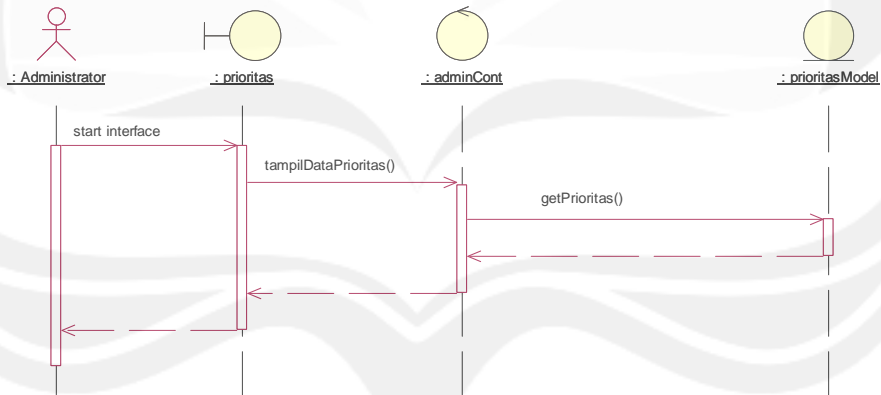 : Administrator
: prioritas
: adminCont
: prioritasModel
start interface
tampilDataPrioritas()
getPrioritas()